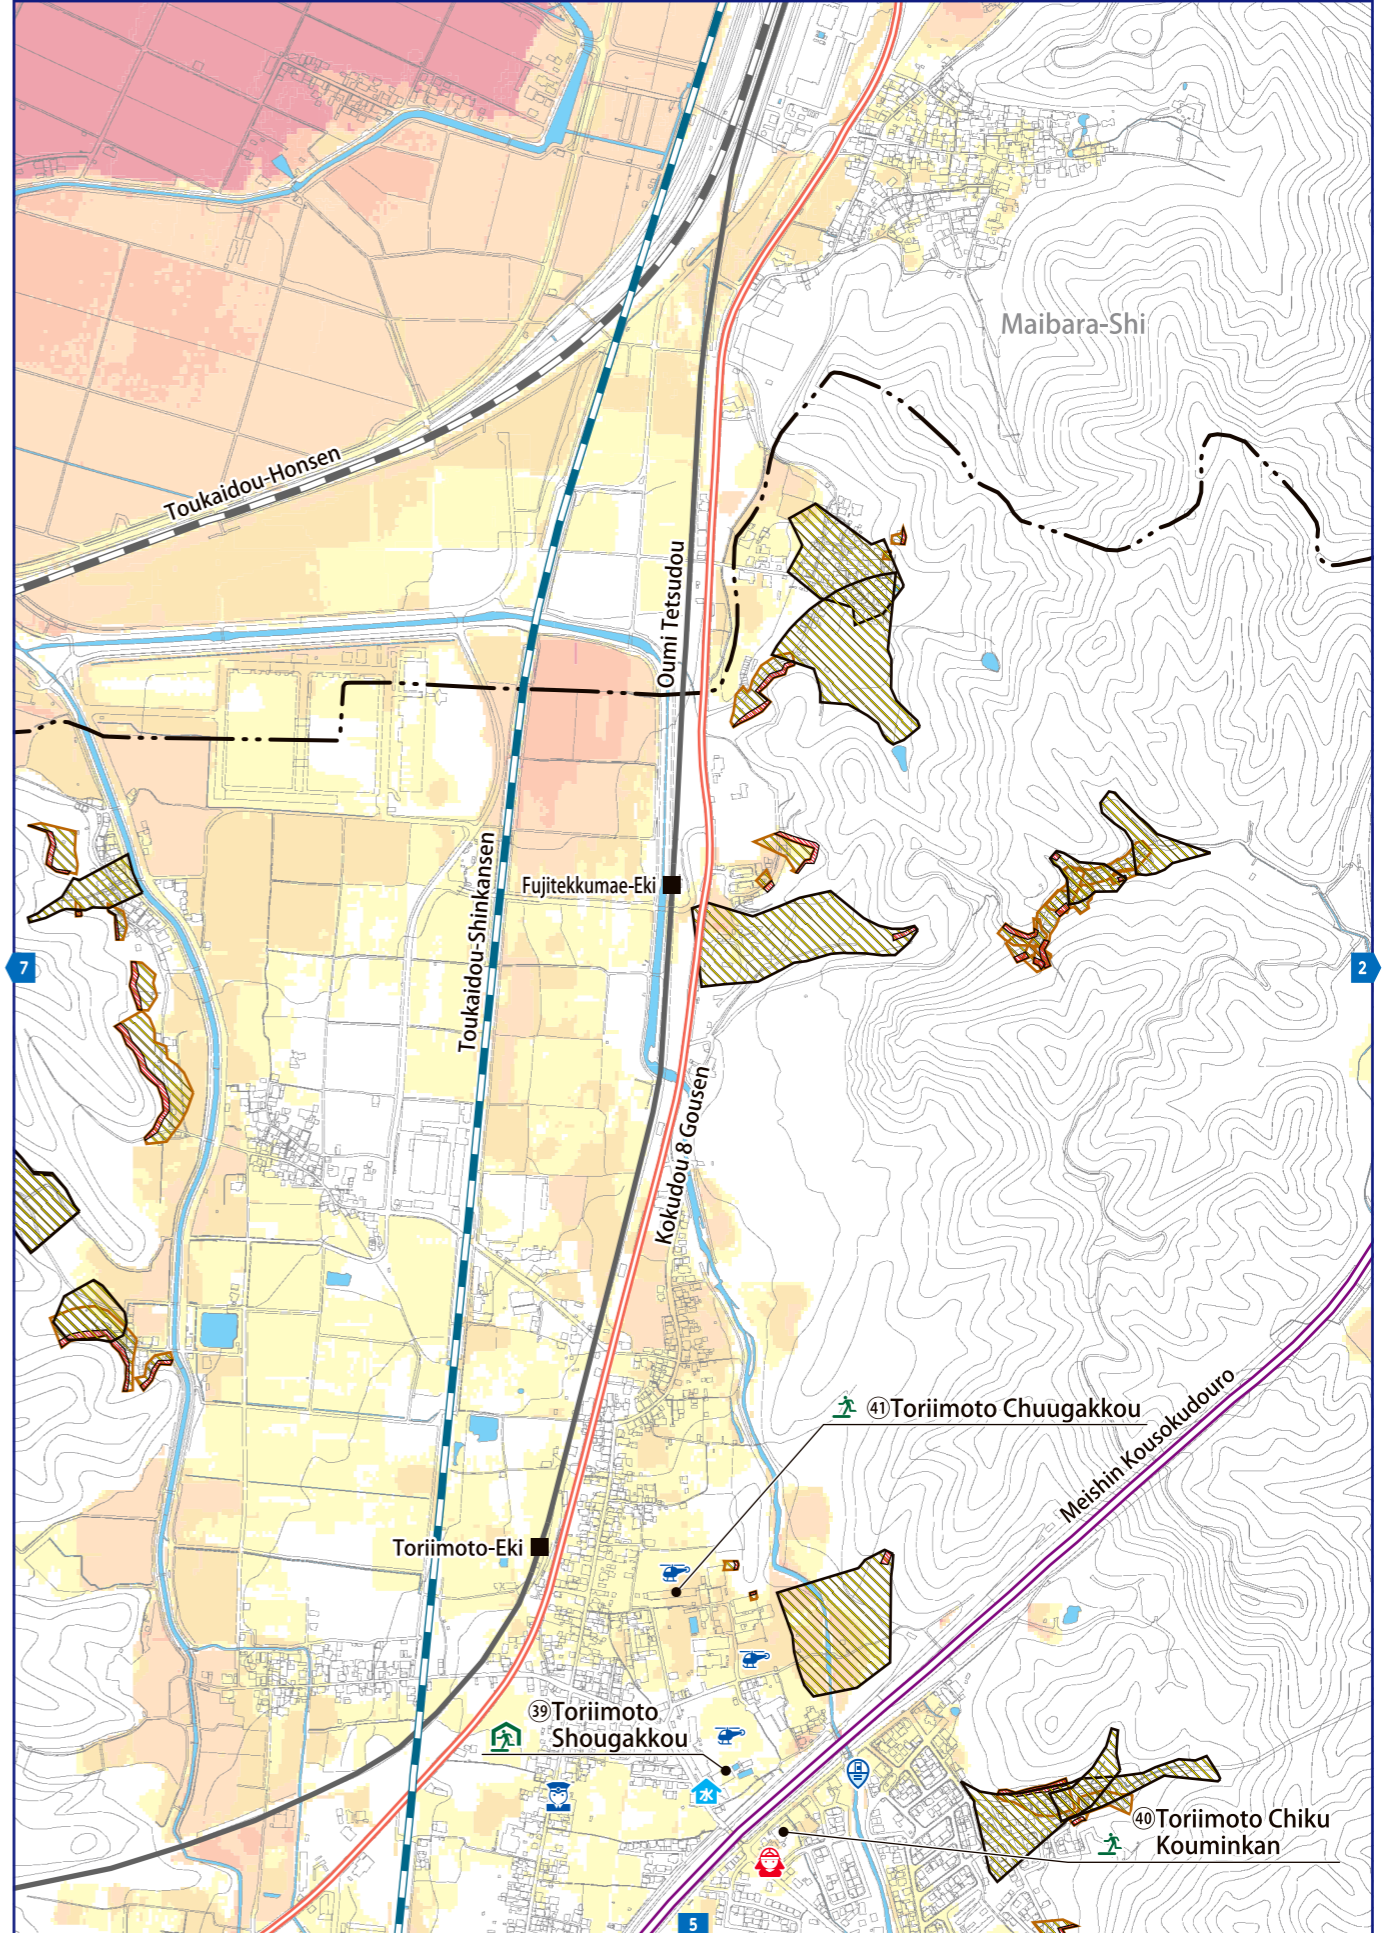 Maibara-Shi
Toukaidou-Honsen
Oumi Tetsudou
Toukaidou-Shinkansen
Fujitekkumae-Eki
7
2
Kokudou 8 Gousen
㊶Toriimoto Chuugakkou
Meishin Kousokudouro
Toriimoto-Eki
㊴Toriimoto
Shougakkou
水
㊵Toriimoto Chiku
Kouminkan
5